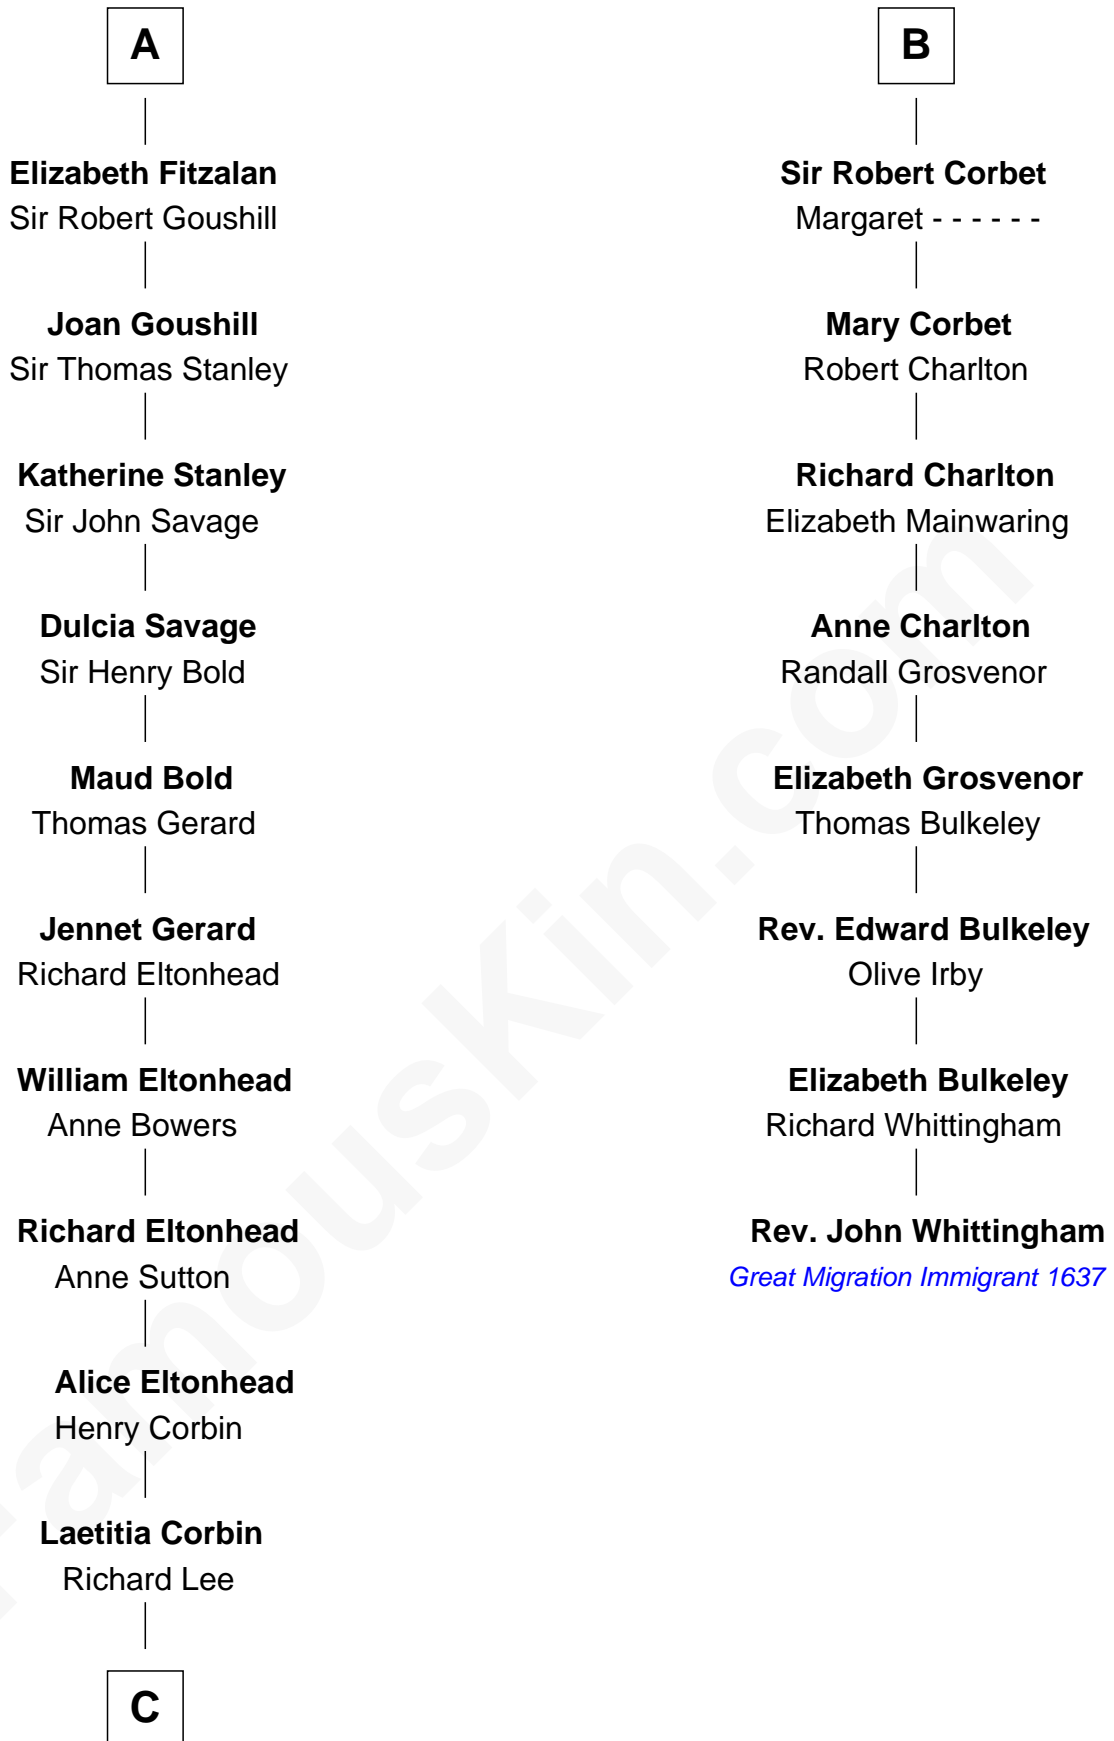 A
Elizabeth Fitzalan
Sir Robert Goushill
Joan Goushill
Sir Thomas Stanley
Katherine Stanley
Sir John Savage
Dulcia Savage
Sir Henry Bold
Maud Bold
Thomas Gerard
Jennet Gerard
Richard Eltonhead
William Eltonhead
Anne Bowers
Richard Eltonhead
Anne Sutton
Alice Eltonhead
Henry Corbin
Laetitia Corbin
Richard Lee
C
B
Sir Robert Corbet
Margaret - - - - - -
Mary Corbet
Robert Charlton
Richard Charlton
Elizabeth Mainwaring
Anne Charlton
Randall Grosvenor
Elizabeth Grosvenor
Thomas Bulkeley
Rev. Edward Bulkeley
Olive Irby
Elizabeth Bulkeley
Richard Whittingham
Rev. John Whittingham
Great Migration Immigrant 1637
FamousKin.com